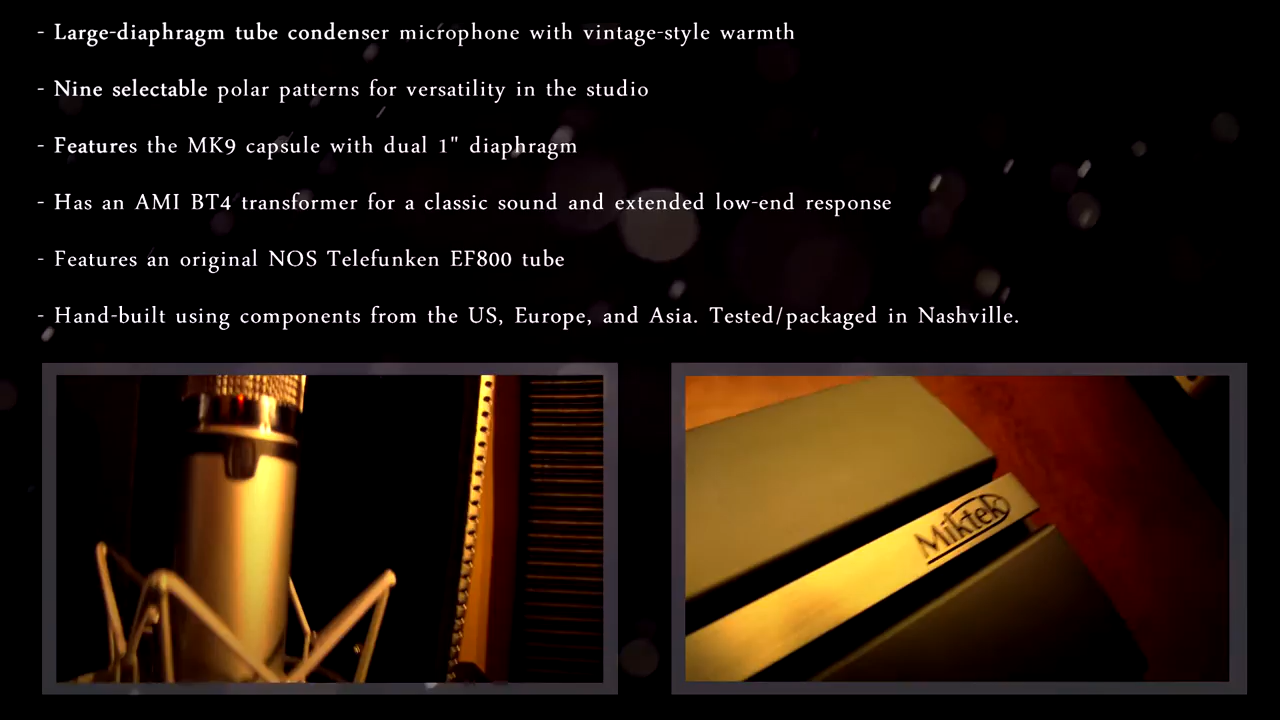 - Large-diaphragm tube condenser microphone with vintage-style warmth
- Nine selectable polar patterns for versatility in the studio
- Features the MK9 capsule with dual 1" diaphragm
- Has an AMI BT4 transformer for a classic sound and extended low-end response
- Features an original NOS Telefunken EF800 tube
- Hand-built using components from the US, Europe, and Asia. Tested/packaged in Nashville.
Miktek